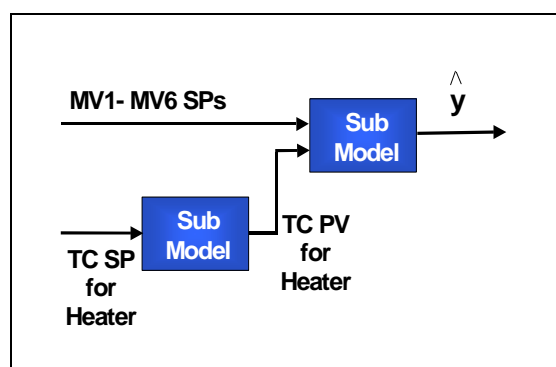 MV1- MV6 SPs
Sub
Model
^
y
Sub
Model
TC SP
for
Heater
TC PV
for
Heater